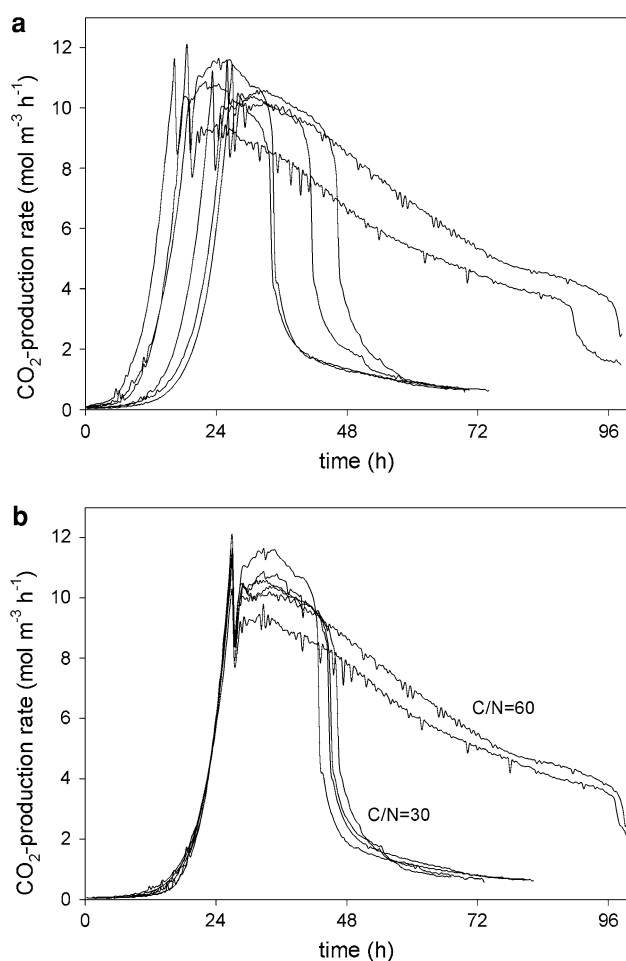 a
CO₂-production rate (mol m⁻³ h⁻¹)
12
10
8
6
4
2
0
0 24 48 72 96
time (h)
b
CO₂-production rate (mol m⁻³ h⁻¹)
12
10
8
6
4
2
0
C/N=60
C/N=30
0 24 48 72 96
time (h)